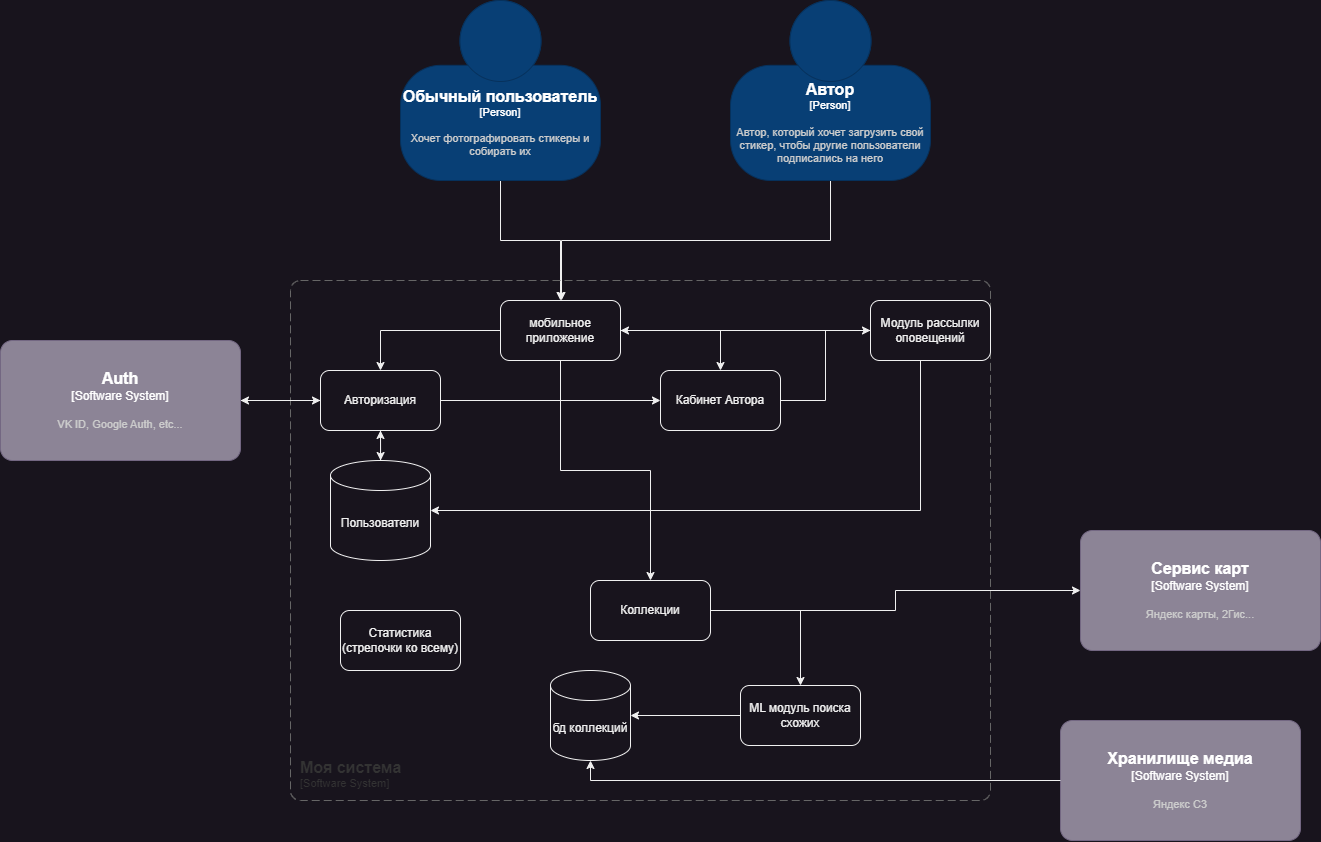 Обычный пользователь
[Person]
Хочет фотографировать стикеры и
собирать их
Автор
[Person]
Автор, который хочет загрузить свой
стикер, чтобы другие пользователи
подписались на него
мобильное
приложение
Модуль рассылки
оповещений
Auth
[Software System]
VK ID, Google Auth, etc...
Авторизация
Кабинет Автора
Пользователи
Сервис карт
[Software System]
Яндекс карты, 2Гис...
Коллекции
Статистика
(стрелочки ко всему)
ML модуль поиска
схожих
бд коллекций
Моя система
[Software System]
Хранилище медиа
[Software System]
Яндекс С3